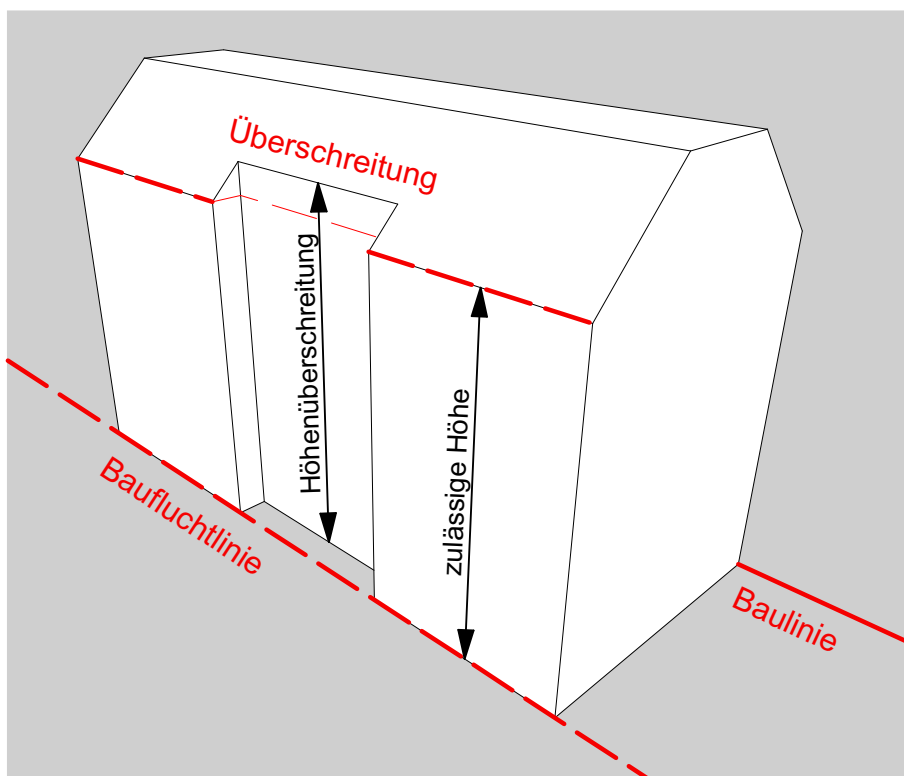 Überschreitung
Höhenüberschreitung
zulässige Höhe
Baufluchtlinie
Baulinie